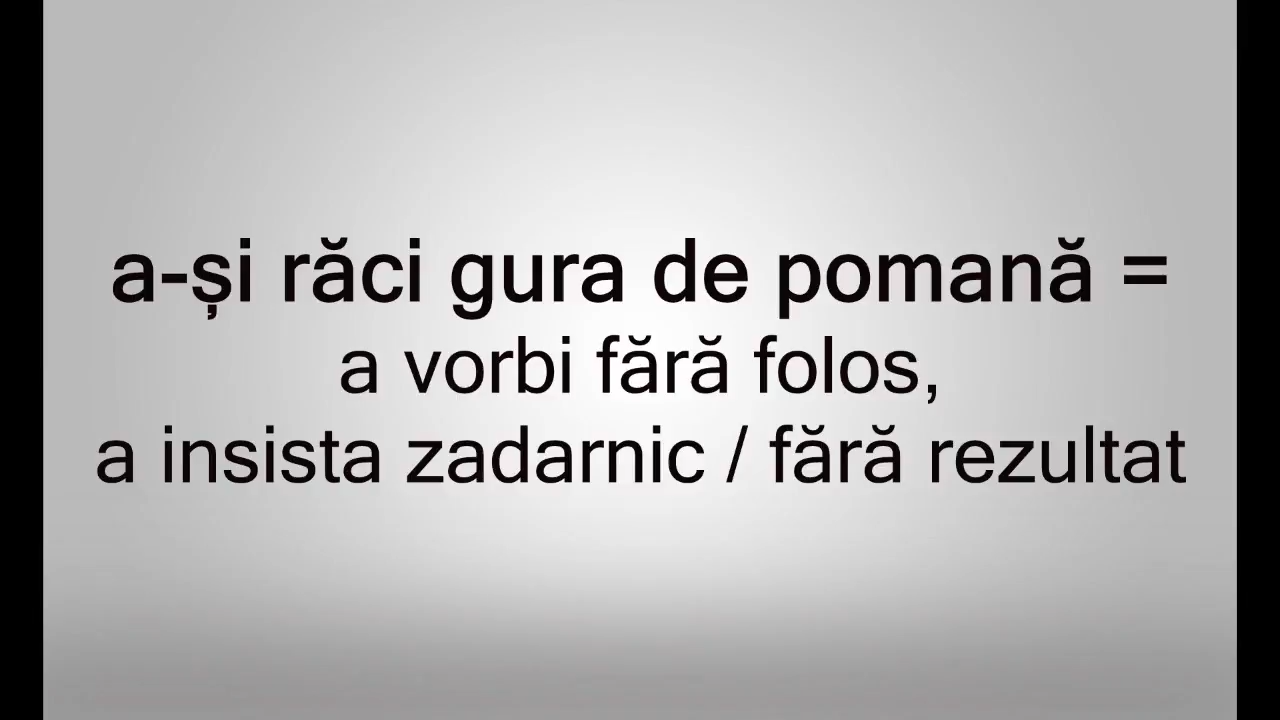 a-și răci gura de pomană =
a vorbi fără folos,
a insista zadarnic / fără rezultat